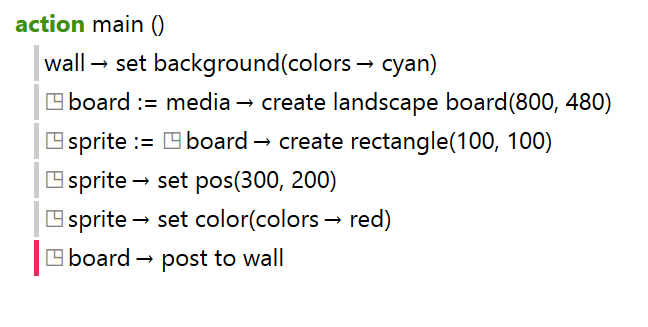 action main ()
wall → set background(colors → cyan)
◳ board := media → create landscape board(800, 480)
◳ sprite := ◳ board → create rectangle(100, 100)
◳ sprite → set pos(300, 200)
◳ sprite → set color(colors → red)
◳ board → post to wall